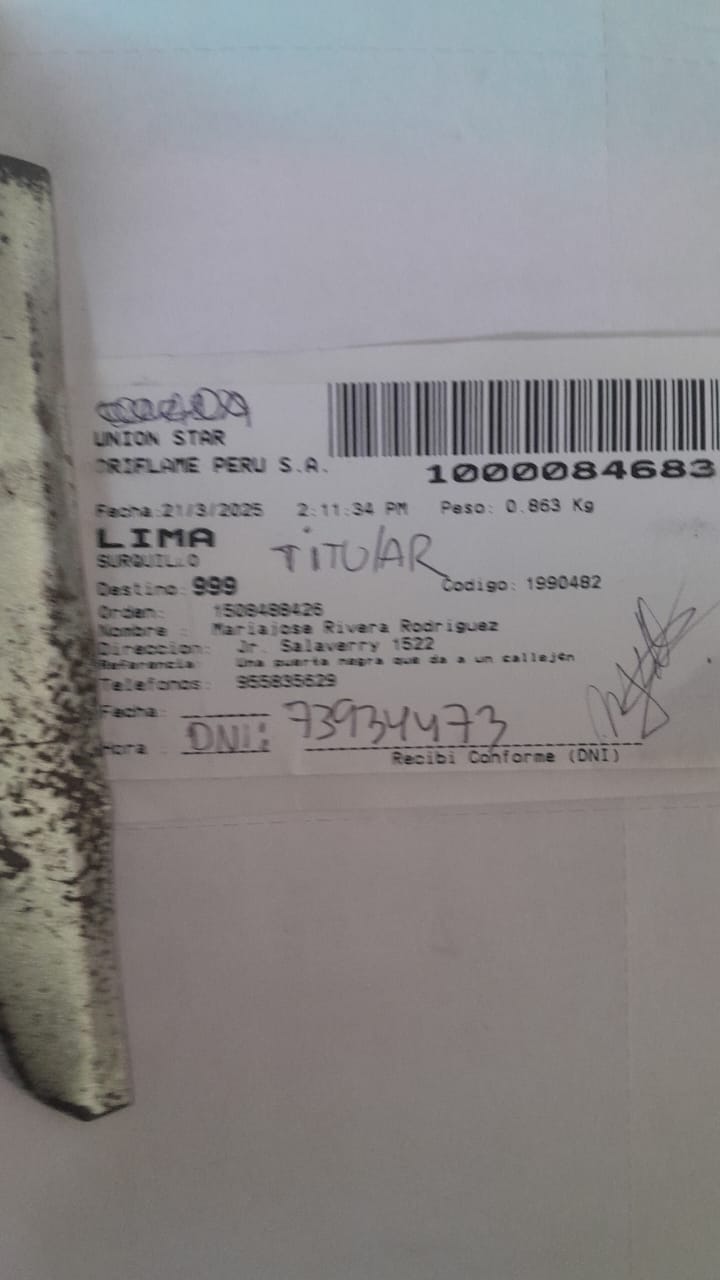 UNION STAR
ORIFLAME PERU S.A.
1000084683
Fecha:21/3/2025 2:11:34 PM Peso: 0.863 Kg
LIMA
TITULAR
SURQUILLO
Destino: 999 Codigo: 1990482
Orden: 1508488426
Nombre : Mariajose Rivera Rodriguez
Direccion: Jr. Salaverry 1522
Referencia: Una puerta negra que da a un callejón
Telefonos: 955835629
Fecha:
DNI: 73934473
Hora :
Recibi Conforme (DNI)